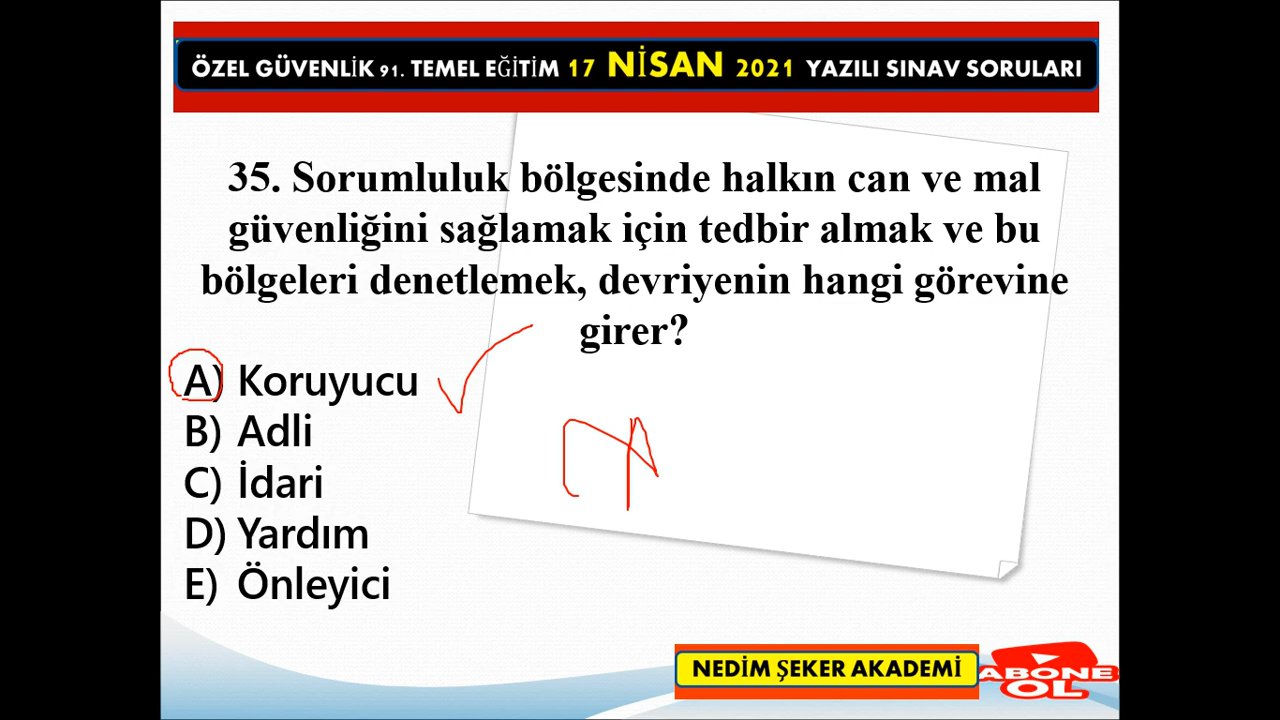 ÖZEL GÜVENLİK 91. TEMEL EĞİTİM 17 NİSAN 2021 YAZILI SINAV SORULARI
35. Sorumluluk bölgesinde halkın can ve mal
güvenliğini sağlamak için tedbir almak ve bu
bölgeleri denetlemek, devriyenin hangi görevine
girer?
A) Koruyucu
B) Adli
C) İdari
D) Yardım
E) Önleyici
NEDİM ŞEKER AKADEMİ
ABONE
OL